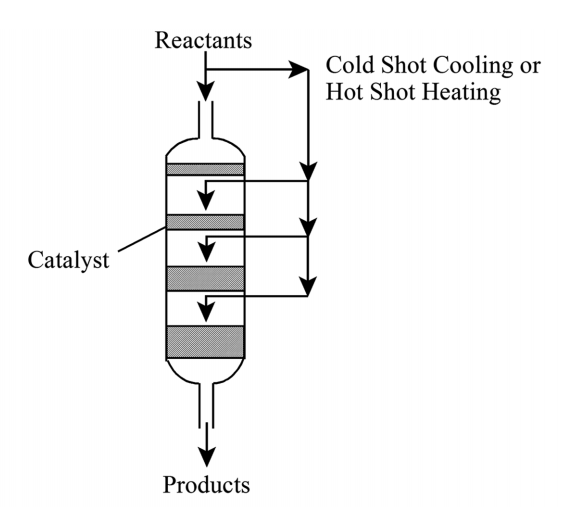 Reactants
Cold Shot Cooling or
Hot Shot Heating
Catalyst
Products